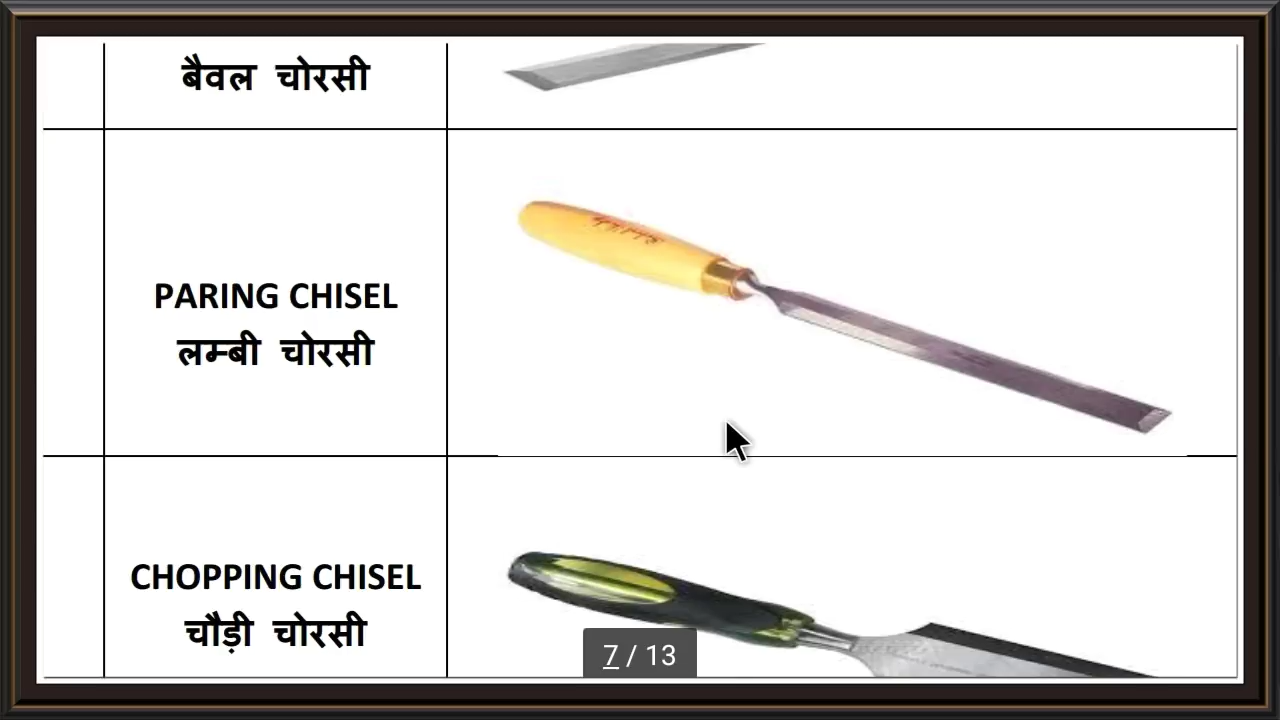 बैवल चोरसी
PARING CHISEL
लम्बी चोरसी
CHOPPING CHISEL
चौड़ी चोरसी
7 / 13